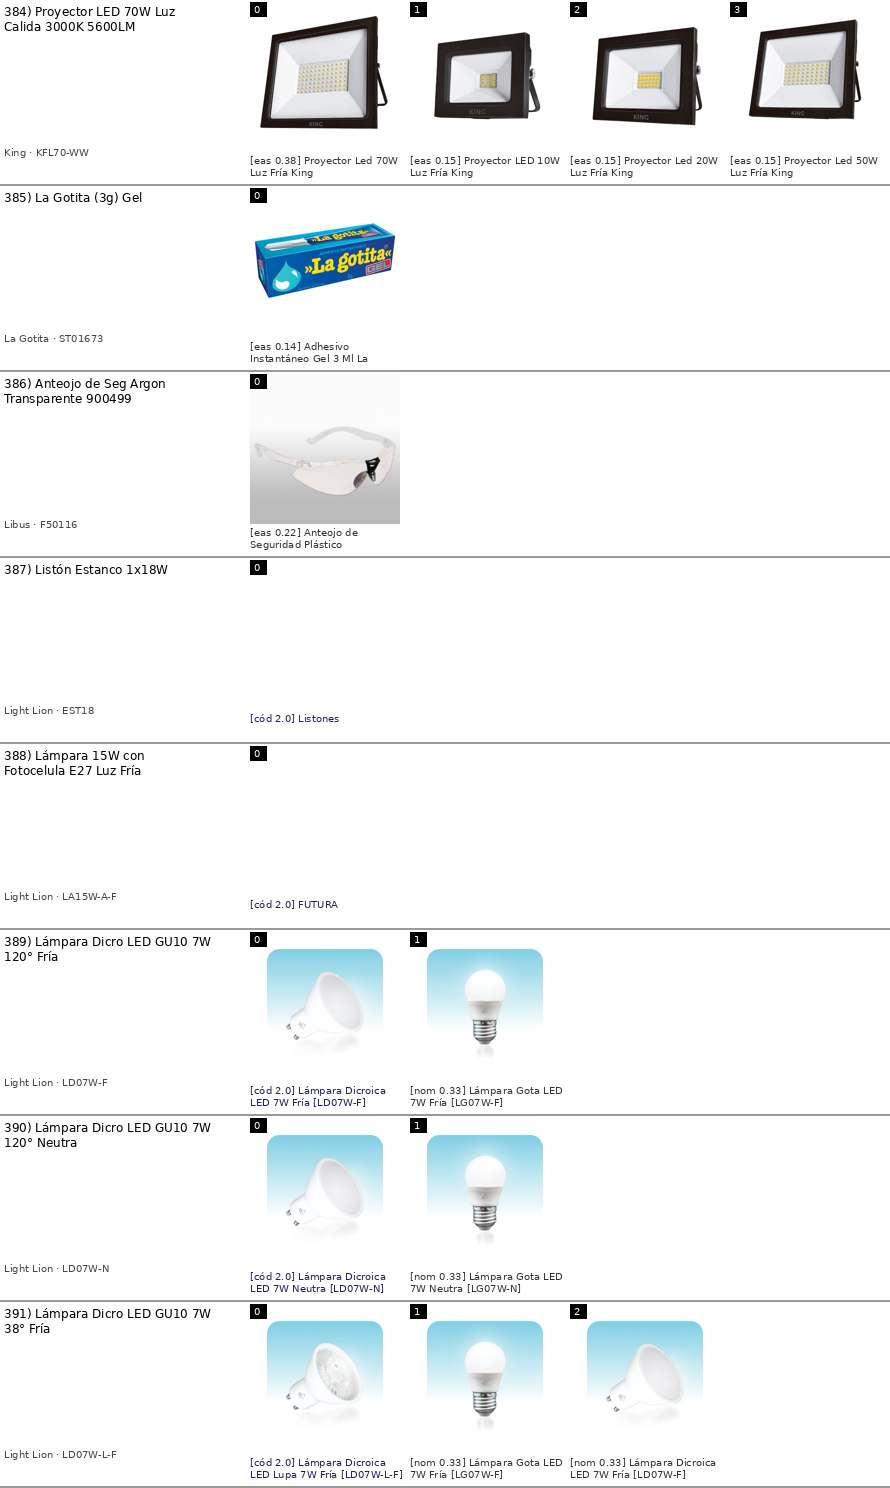 384) Proyector LED 70W Luz
Calida 3000K 5600LM
King · KFL70-WW
0
KING
[eas 0.38] Proyector Led 70W
Luz Fría King
1
KING
[eas 0.15] Proyector LED 10W
Luz Fría King
2
KING
[eas 0.15] Proyector Led 20W
Luz Fría King
3
KING
[eas 0.15] Proyector Led 50W
Luz Fría King
385) La Gotita (3g) Gel
La Gotita · ST01673
0
»La gotita«
GEL
[eas 0.14] Adhesivo
Instantáneo Gel 3 Ml La
386) Anteojo de Seg Argon
Transparente 900499
Libus · F50116
0
[eas 0.22] Anteojo de
Seguridad Plástico
387) Listón Estanco 1x18W
Light Lion · EST18
0
[cód 2.0] Listones
388) Lámpara 15W con
Fotocelula E27 Luz Fría
Light Lion · LA15W-A-F
0
[cód 2.0] FUTURA
389) Lámpara Dicro LED GU10 7W
120° Fría
Light Lion · LD07W-F
0
[cód 2.0] Lámpara Dicroica
LED 7W Fría [LD07W-F]
1
[nom 0.33] Lámpara Gota LED
7W Fría [LG07W-F]
390) Lámpara Dicro LED GU10 7W
120° Neutra
Light Lion · LD07W-N
0
[cód 2.0] Lámpara Dicroica
LED 7W Neutra [LD07W-N]
1
[nom 0.33] Lámpara Gota LED
7W Neutra [LG07W-N]
391) Lámpara Dicro LED GU10 7W
38° Fría
Light Lion · LD07W-L-F
0
[cód 2.0] Lámpara Dicroica
LED Lupa 7W Fría [LD07W-L-F]
1
[nom 0.33] Lámpara Gota LED
7W Fría [LG07W-F]
2
[nom 0.33] Lámpara Dicroica
LED 7W Fría [LD07W-F]